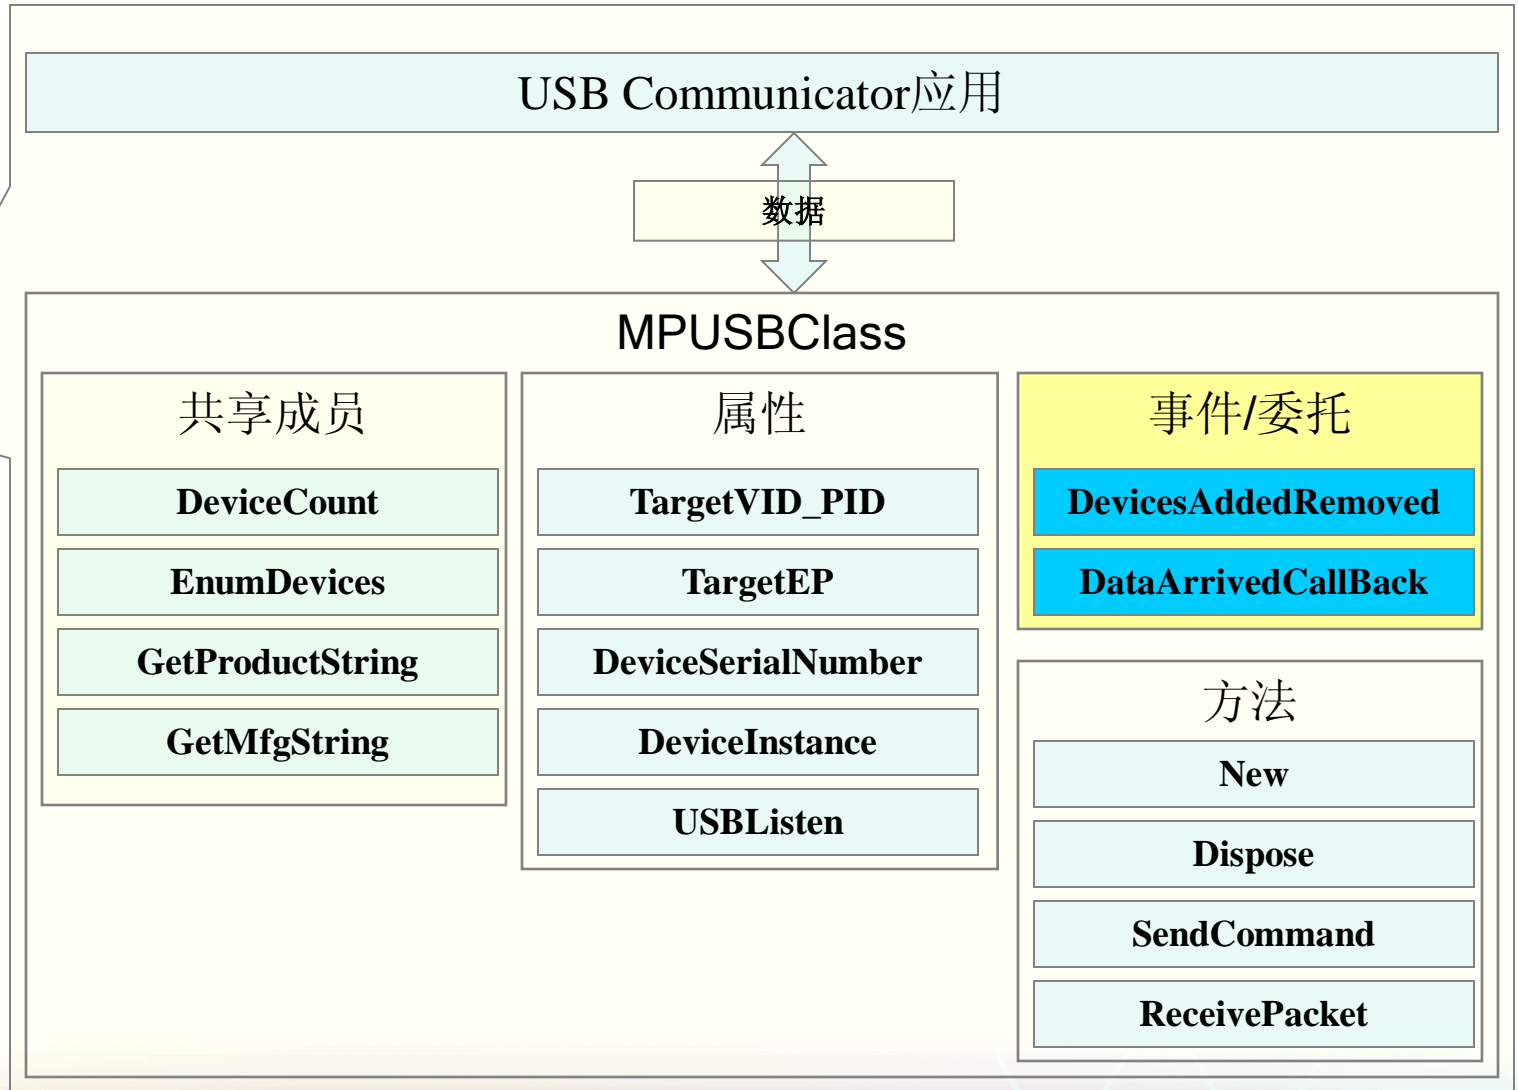 USB Communicator应用
数据
MPUSBClass
共享成员
DeviceCount
EnumDevices
GetProductString
GetMfgString
属性
TargetVID_PID
TargetEP
DeviceSerialNumber
DeviceInstance
USBListen
事件/委托
DevicesAddedRemoved
DataArrivedCallBack
方法
New
Dispose
SendCommand
ReceivePacket